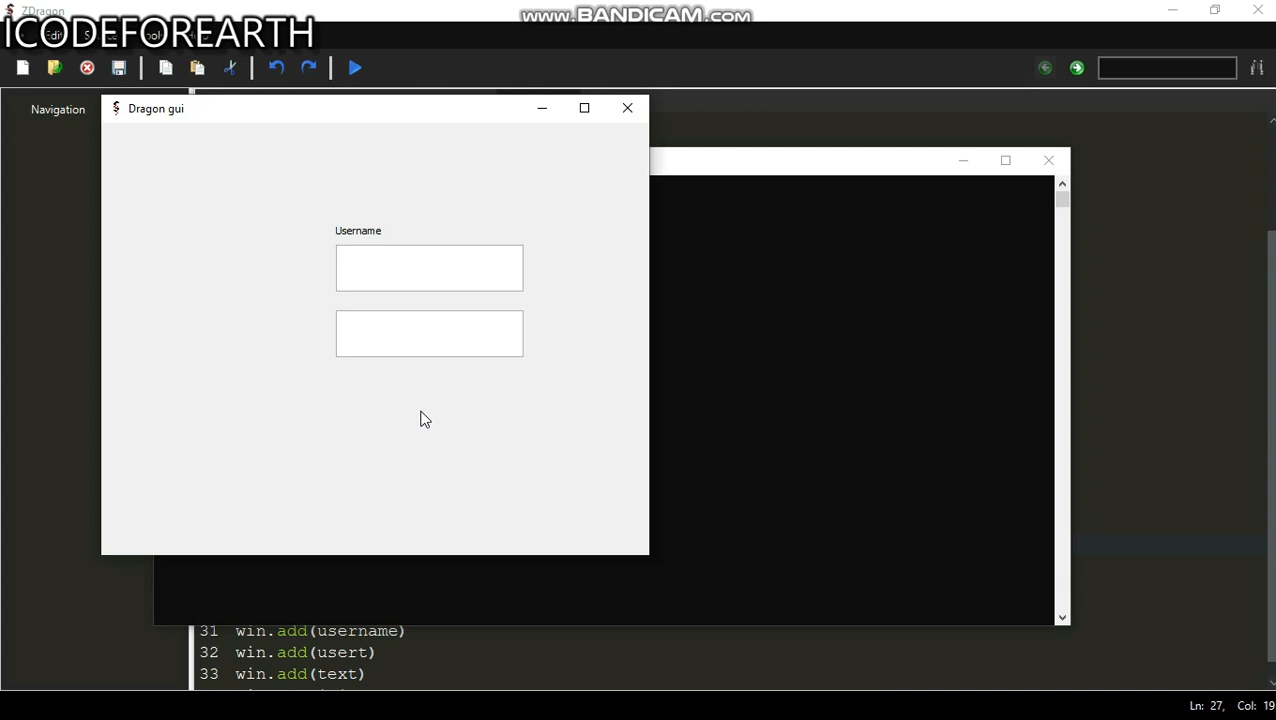 ZDragon
www.BANDICAM.com
ICODEFOREARTH
Navigation
Dragon gui
Username
31 win.add(username)
32 win.add(usert)
33 win.add(text)
Ln: 27, Col: 19